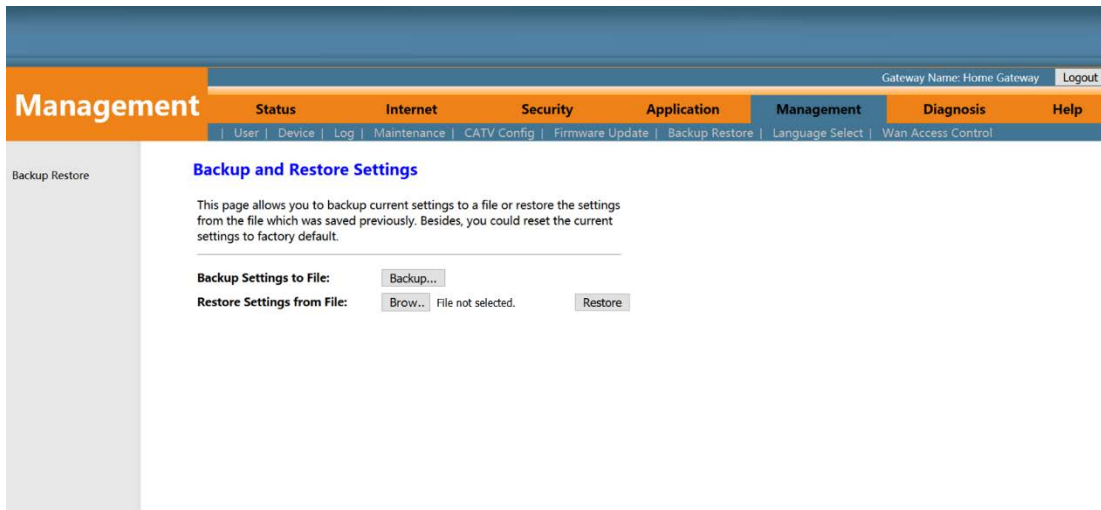 Gateway Name: Home Gateway Logout
Management
Status Internet Security Application Management Diagnosis Help
| User | Device | Log | Maintenance | CATV Config | Firmware Update | Backup Restore | Language Select | Wan Access Control
Backup Restore
Backup and Restore Settings
This page allows you to backup current settings to a file or restore the settings
from the file which was saved previously. Besides, you could reset the current
settings to factory default.
Backup Settings to File: Backup...
Restore Settings from File: Brow.. File not selected. Restore